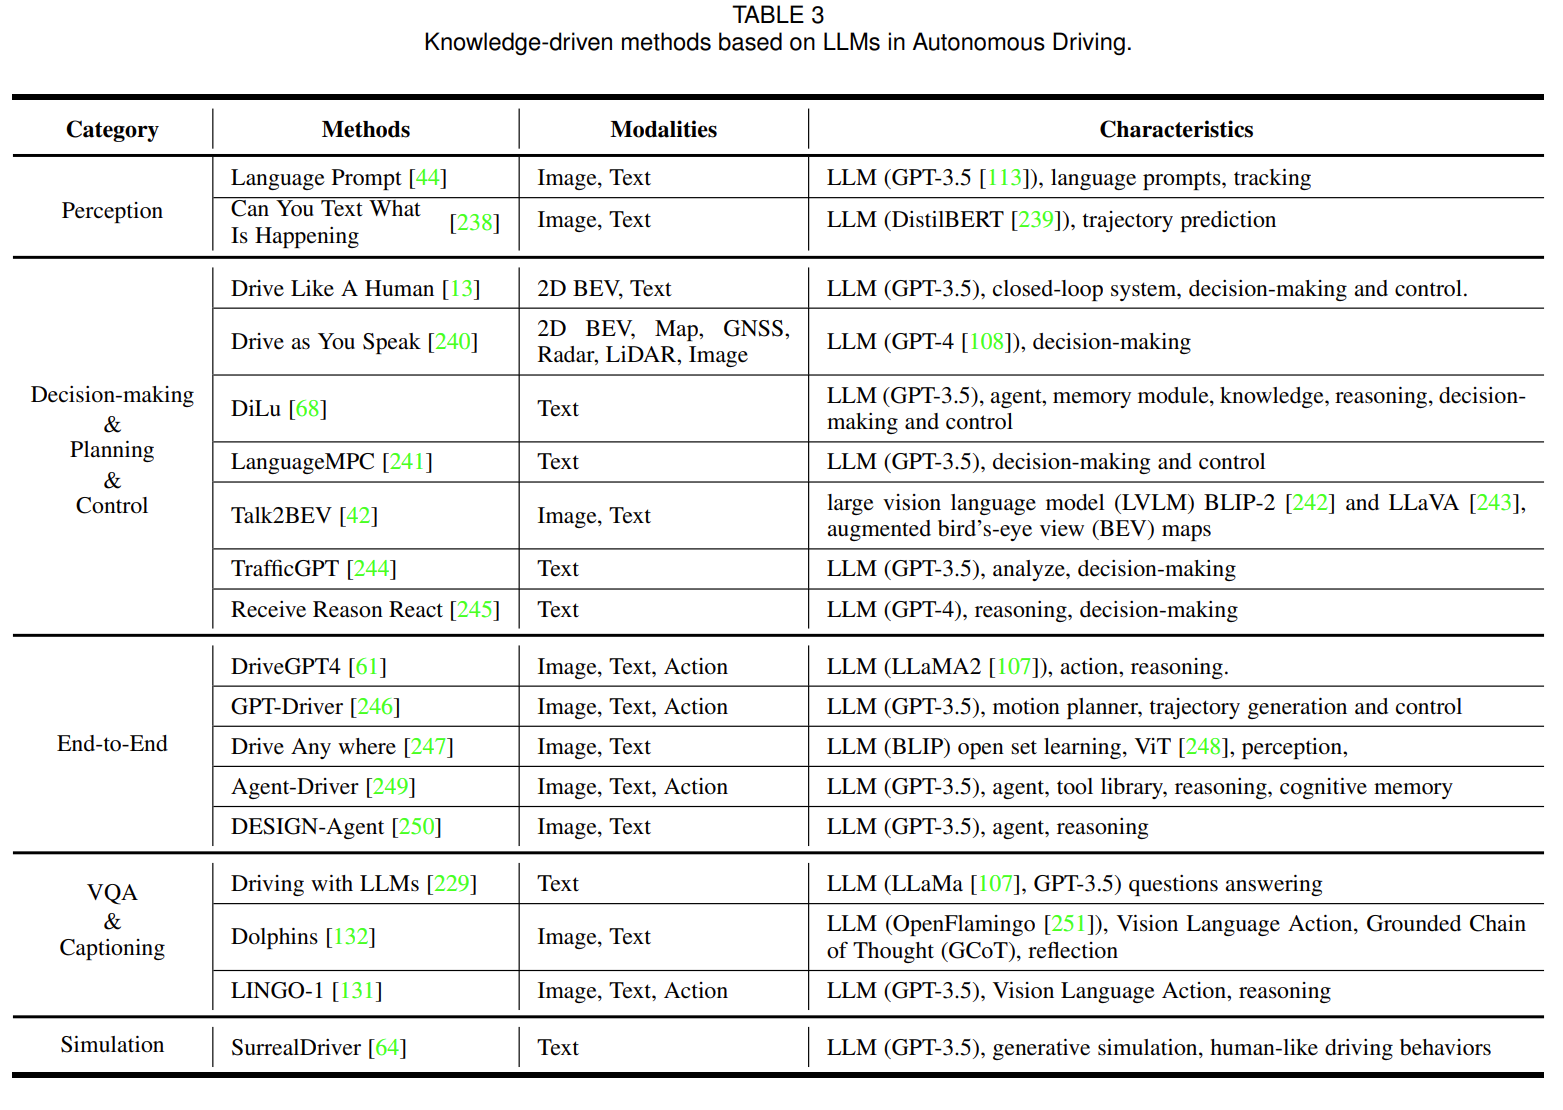 TABLE 3
Knowledge-driven methods based on LLMs in Autonomous Driving.
Category Methods Modalities Characteristics
Perception
Language Prompt [44] Image, Text LLM (GPT-3.5 [113]), language prompts, tracking
Can You Text What
Is Happening [238] Image, Text LLM (DistilBERT [239]), trajectory prediction
Decision-making
&
Planning
&
Control
Drive Like A Human [13] 2D BEV, Text LLM (GPT-3.5), closed-loop system, decision-making and control.
Drive as You Speak [240] 2D BEV, Map, GNSS,
Radar, LiDAR, Image LLM (GPT-4 [108]), decision-making
DiLu [68] Text LLM (GPT-3.5), agent, memory module, knowledge, reasoning, decision-
making and control
LanguageMPC [241] Text LLM (GPT-3.5), decision-making and control
Talk2BEV [42] Image, Text large vision language model (LVLM) BLIP-2 [242] and LLaVA [243],
augmented bird's-eye view (BEV) maps
TrafficGPT [244] Text LLM (GPT-3.5), analyze, decision-making
Receive Reason React [245] Text LLM (GPT-4), reasoning, decision-making
End-to-End
DriveGPT4 [61] Image, Text, Action LLM (LLaMA2 [107]), action, reasoning.
GPT-Driver [246] Image, Text, Action LLM (GPT-3.5), motion planner, trajectory generation and control
Drive Any where [247] Image, Text LLM (BLIP) open set learning, ViT [248], perception,
Agent-Driver [249] Image, Text, Action LLM (GPT-3.5), agent, tool library, reasoning, cognitive memory
DESIGN-Agent [250] Image, Text LLM (GPT-3.5), agent, reasoning
VQA
&
Captioning
Driving with LLMs [229] Text LLM (LLaMa [107], GPT-3.5) questions answering
Dolphins [132] Image, Text LLM (OpenFlamingo [251]), Vision Language Action, Grounded Chain
of Thought (GCoT), reflection
LINGO-1 [131] Image, Text, Action LLM (GPT-3.5), Vision Language Action, reasoning
Simulation SurrealDriver [64] Text LLM (GPT-3.5), generative simulation, human-like driving behaviors